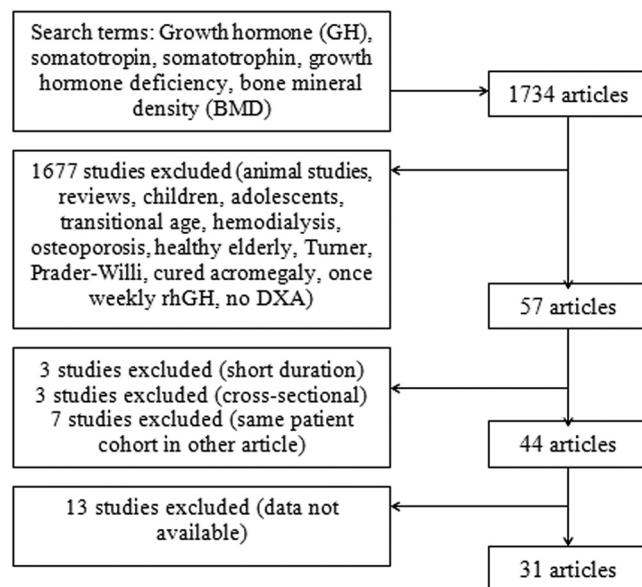 Search terms: Growth hormone (GH),
somatotropin, somatotrophin, growth
hormone deficiency, bone mineral
density (BMD)
1734 articles
1677 studies excluded (animal studies,
reviews, children, adolescents,
transitional age, hemodialysis,
osteoporosis, healthy elderly, Turner,
Prader-Willi, cured acromegaly, once
weekly rhGH, no DXA)
57 articles
3 studies excluded (short duration)
3 studies excluded (cross-sectional)
7 studies excluded (same patient
cohort in other article)
44 articles
13 studies excluded (data not
available)
31 articles